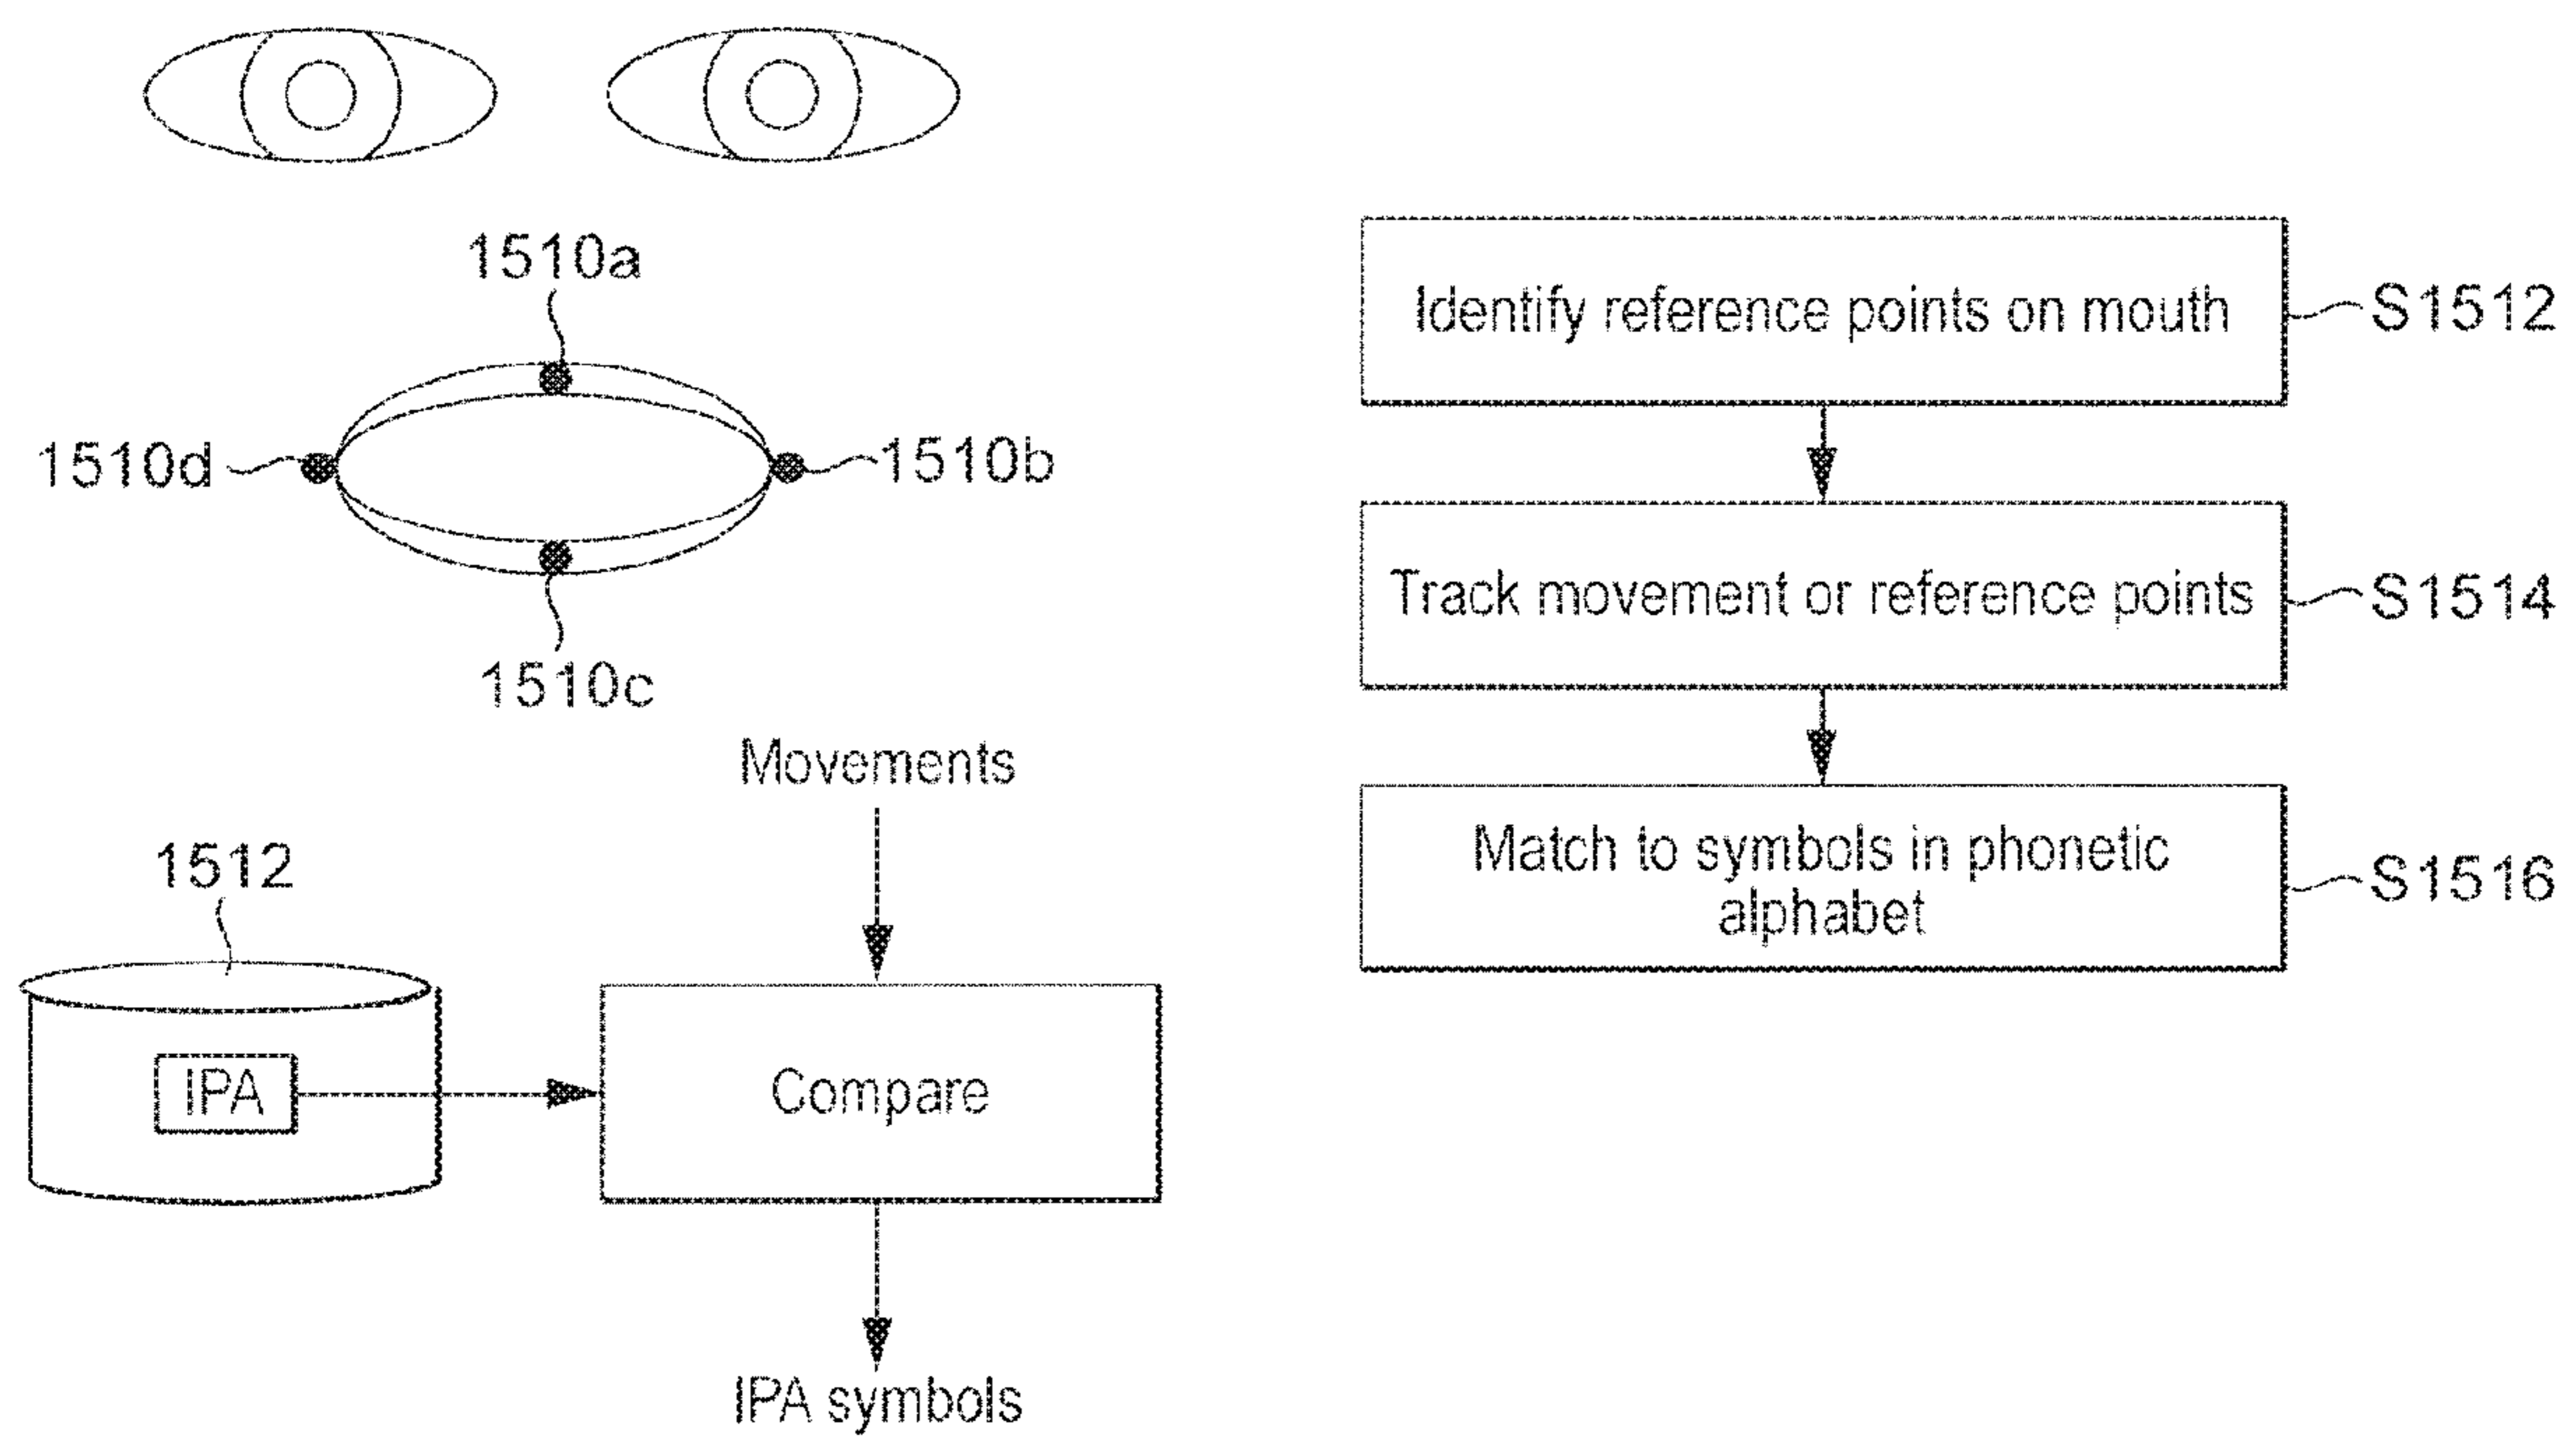 1510a
1510d
1510b
1510c
Movements
1512
IPA
Compare
IPA symbols
Identify reference points on mouth
S1512
Track movement or reference points
S1514
Match to symbols in phonetic
alphabet
S1516